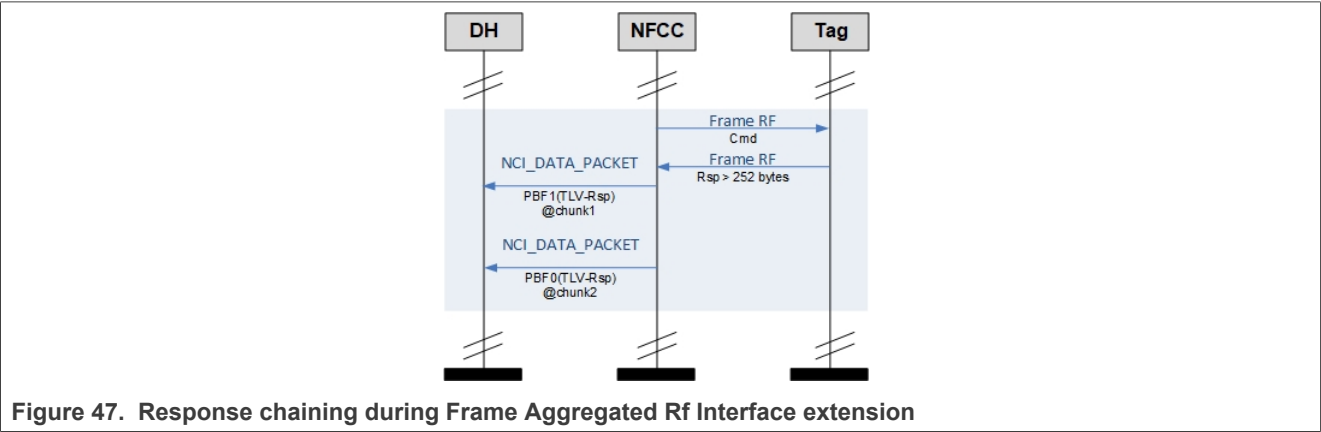 DH NFCC Tag
Frame RF
Cmd
Frame RF
Rsp > 252 bytes
NCI_DATA_PACKET
PBF1(TLV-Rsp)
@chunk1
NCI_DATA_PACKET
PBF0(TLV-Rsp)
@chunk2
Figure 47. Response chaining during Frame Aggregated Rf Interface extension